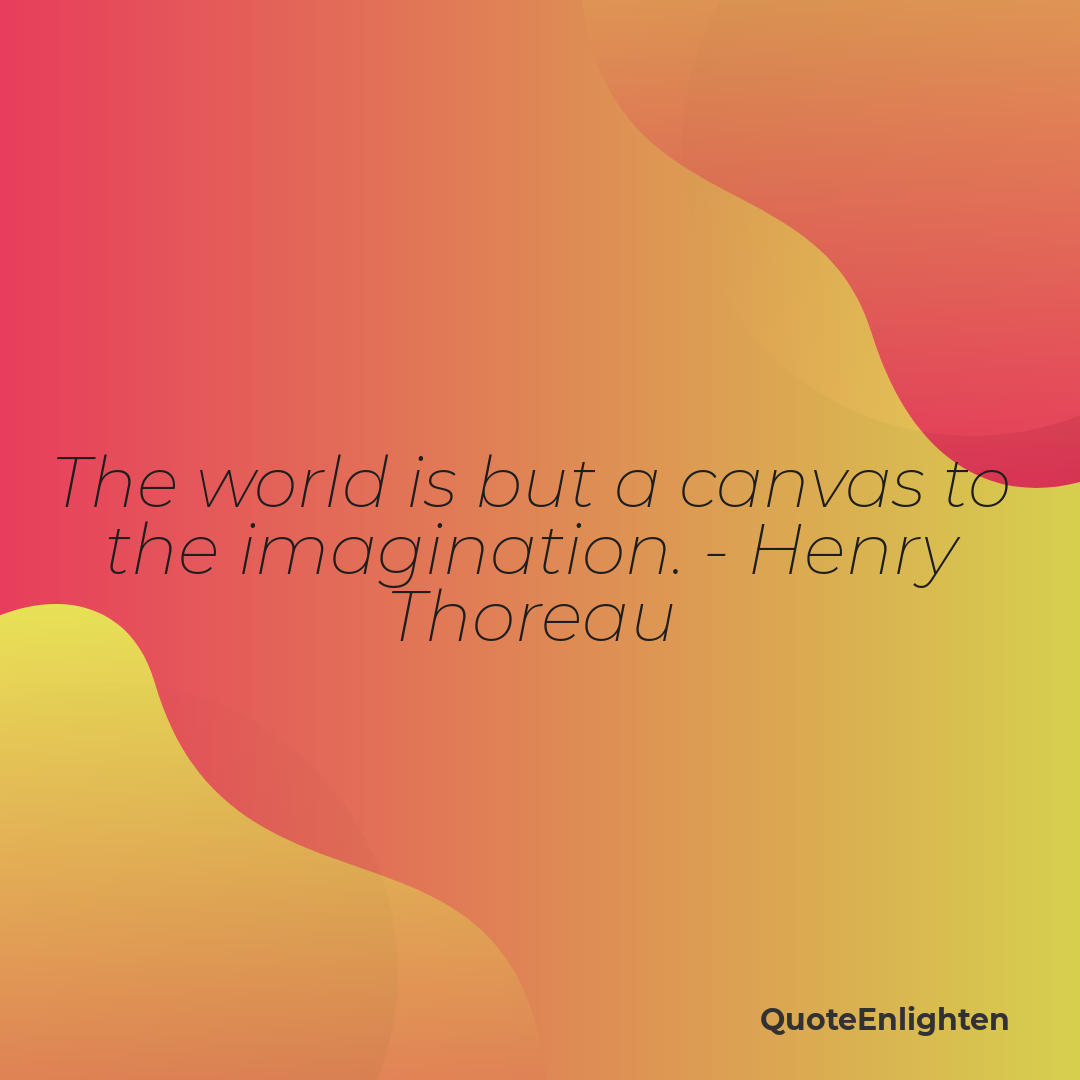 The world is but a canvas to
the imagination. - Henry
Thoreau
QuoteEnlighten